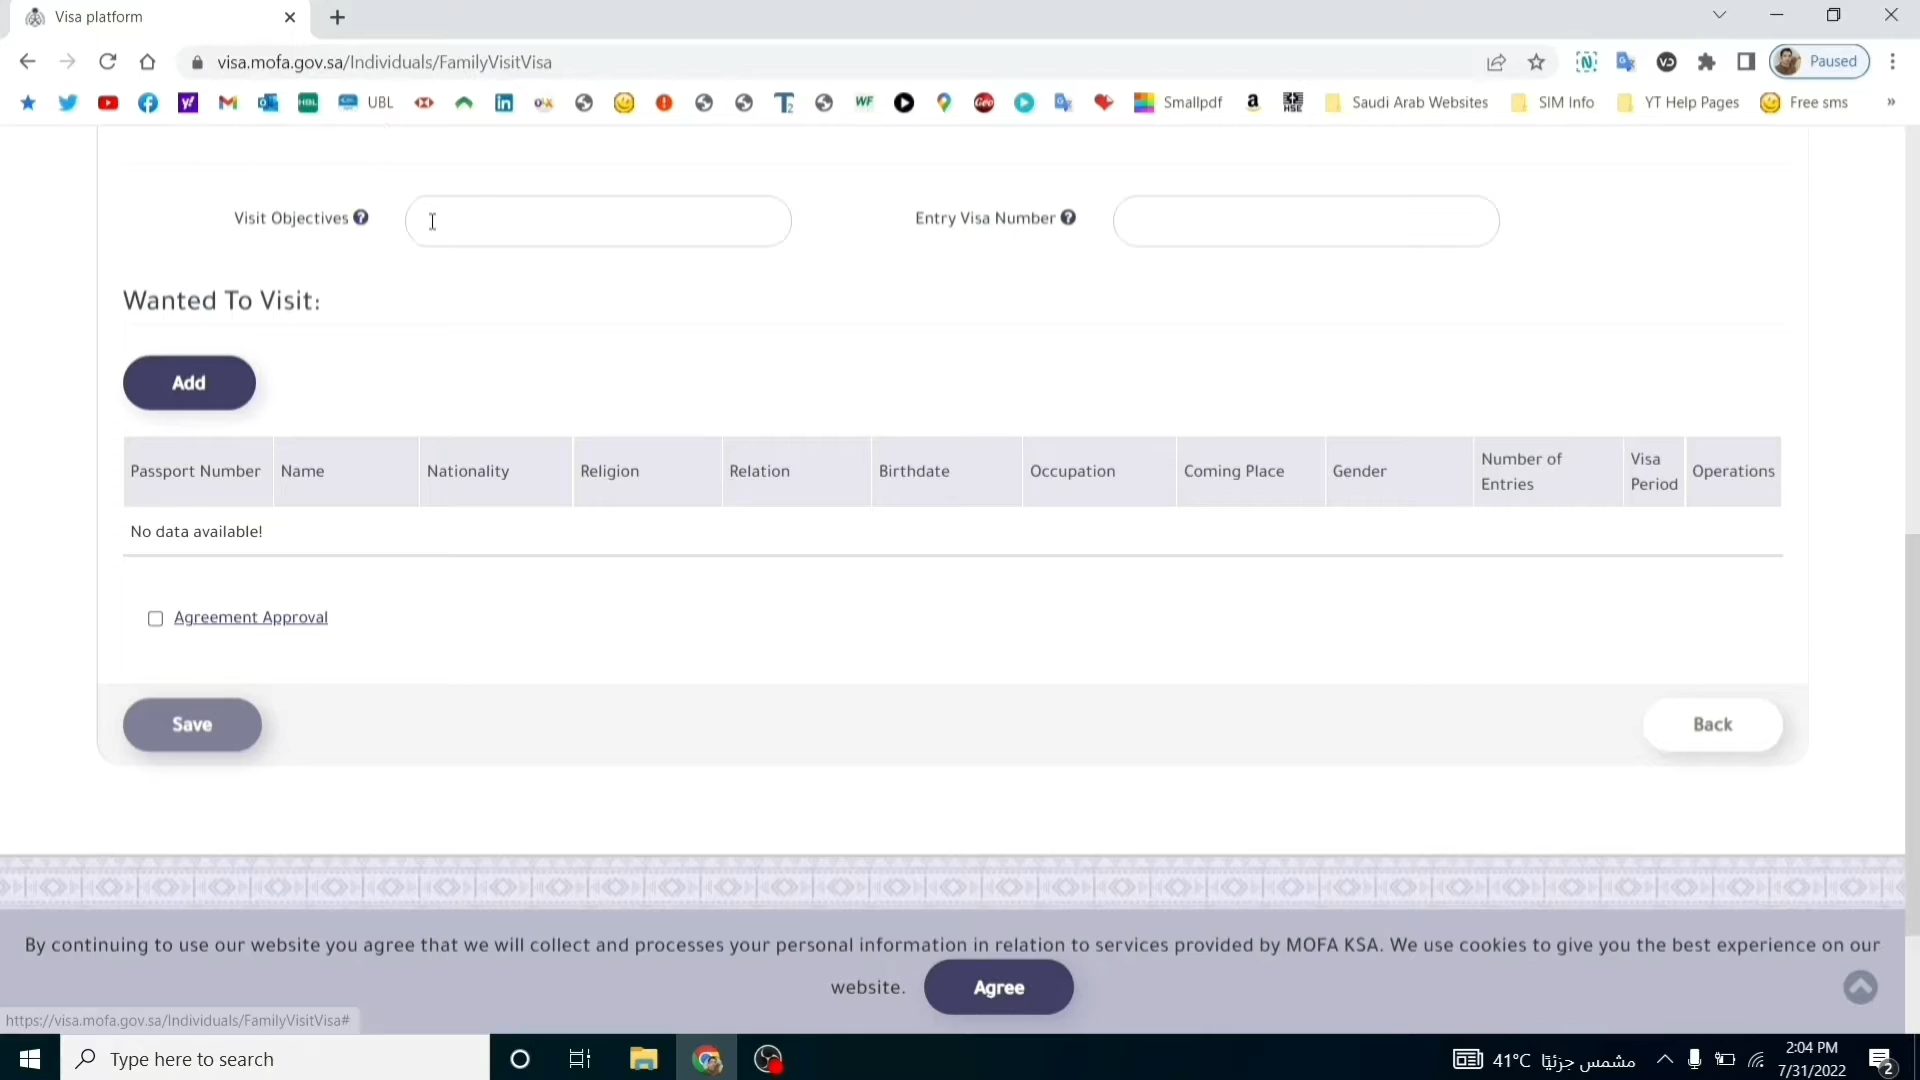 Visa platform
visa.mofa.gov.sa/Individuals/FamilyVisitVisa
Paused
UBL
Smallpdf
Saudi Arab Websites
SIM Info
YT Help Pages
Free sms
Visit Objectives
Entry Visa Number
Wanted To Visit:
Add
Passport Number Name Nationality Religion Relation Birthdate Occupation Coming Place Gender Number of Entries Visa Period Operations
No data available!
Agreement Approval
Save
Back
By continuing to use our website you agree that we will collect and processes your personal information in relation to services provided by MOFA KSA. We use cookies to give you the best experience on our
website. Agree
https://visa.mofa.gov.sa/Individuals/FamilyVisitVisa#
Type here to search
41°C مشمس جزئيًا
2:04 PM
7/31/2022
2